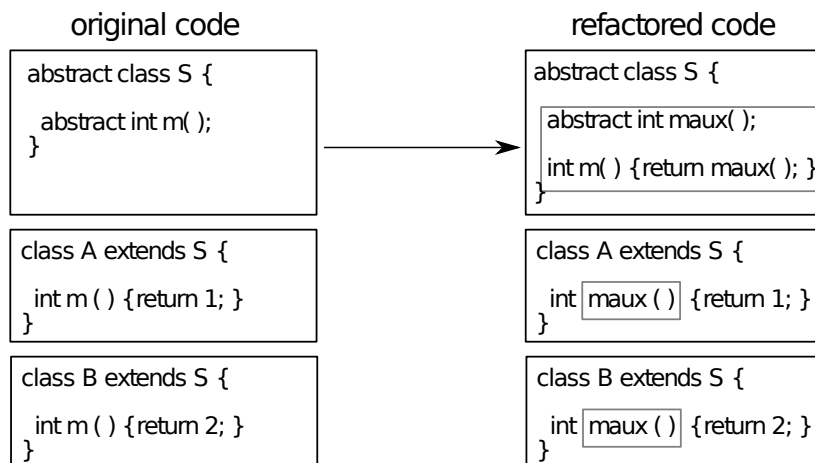 original code
abstract class S {
abstract int m( );
}
class A extends S {
int m ( ) {return 1; }
}
class B extends S {
int m ( ) {return 2; }
}
refactored code
abstract class S {
abstract int maux( );
int m( ) {return maux( ); }
}
class A extends S {
int maux ( ) {return 1; }
}
class B extends S {
int maux ( ) {return 2; }
}